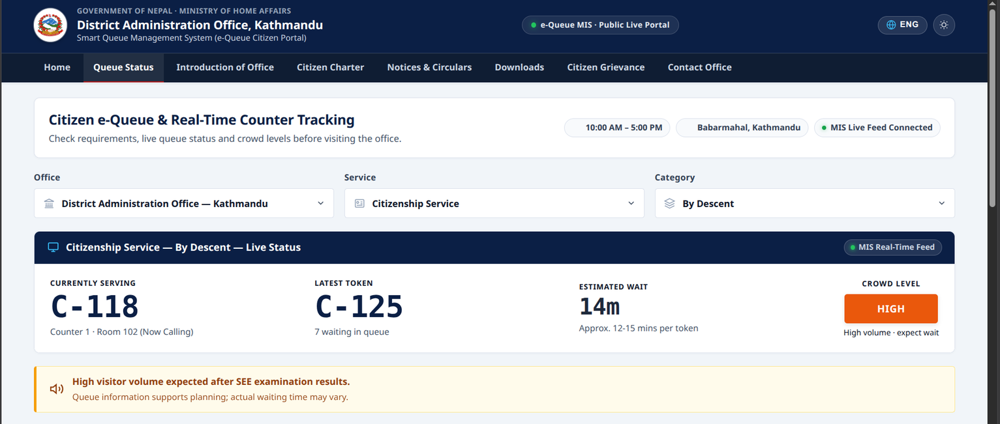 GOVERNMENT OF NEPAL · MINISTRY OF HOME AFFAIRS
District Administration Office, Kathmandu
Smart Queue Management System (e-Queue Citizen Portal)
e-Queue MIS · Public Live Portal
ENG
Home
Queue Status
Introduction of Office
Citizen Charter
Notices & Circulars
Downloads
Citizen Grievance
Contact Office
Citizen e-Queue & Real-Time Counter Tracking
Check requirements, live queue status and crowd levels before visiting the office.
10:00 AM – 5:00 PM
Babarmahal, Kathmandu
MIS Live Feed Connected
Office
District Administration Office — Kathmandu
Service
Citizenship Service
Category
By Descent
Citizenship Service — By Descent — Live Status
MIS Real-Time Feed
CURRENTLY SERVING
C-118
Counter 1 · Room 102 (Now Calling)
LATEST TOKEN
C-125
7 waiting in queue
ESTIMATED WAIT
14m
Approx. 12-15 mins per token
CROWD LEVEL
HIGH
High volume · expect wait
High visitor volume expected after SEE examination results.
Queue information supports planning; actual waiting time may vary.